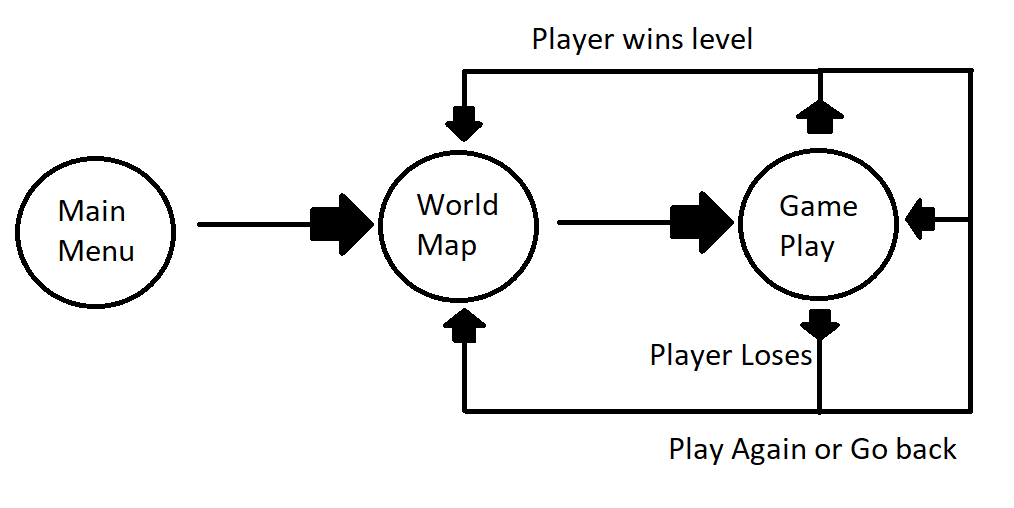 Player wins level
Main
Menu
World
Map
Game
Play
Player Loses
Play Again or Go back